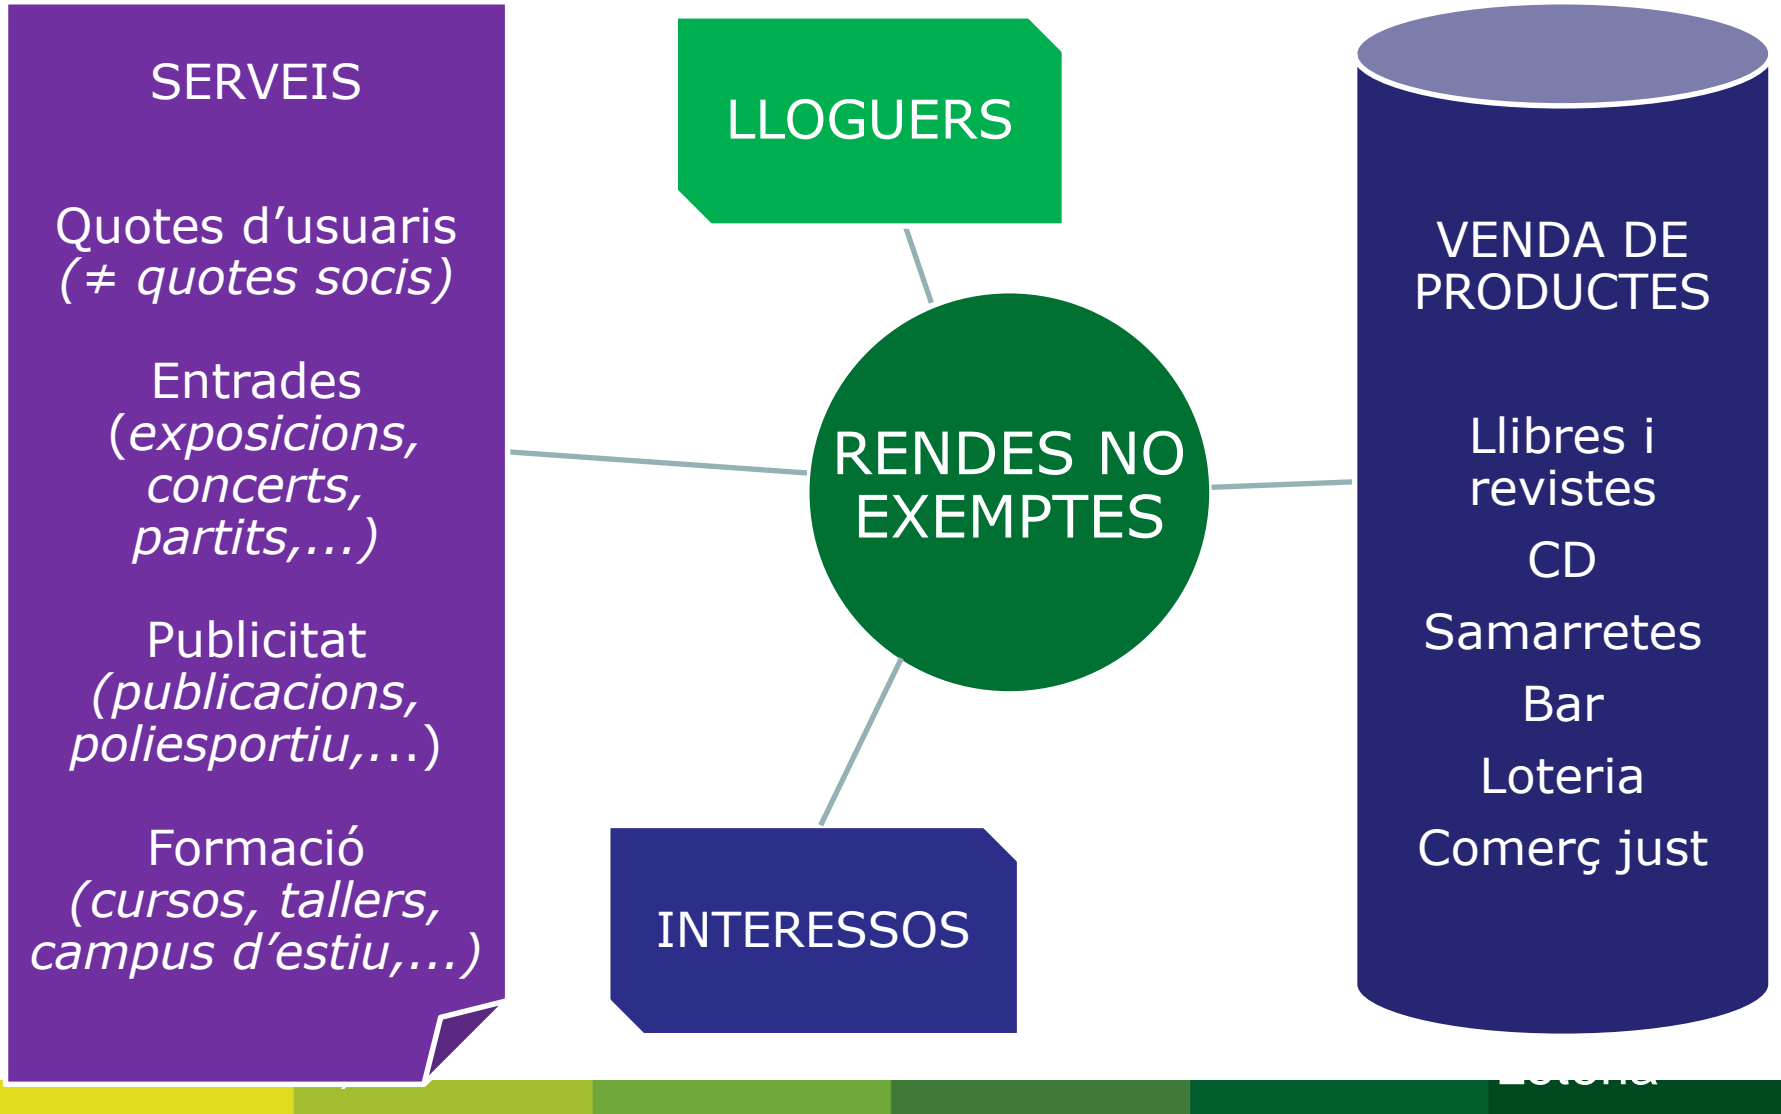 SERVEIS
Quotes d’usuaris
(≠ quotes socis)
Entrades
(exposicions,
concerts,
partits,...)
Publicitat
(publicacions,
poliesportiu,...)
Formació
(cursos, tallers,
campus d’estiu,...)
LLOGUERS
RENDES NO
EXEMPTES
INTERESSOS
VENDA DE
PRODUCTES
Llibres i
revistes
CD
Samarretes
Bar
Loteria
Comerç just
Loteria